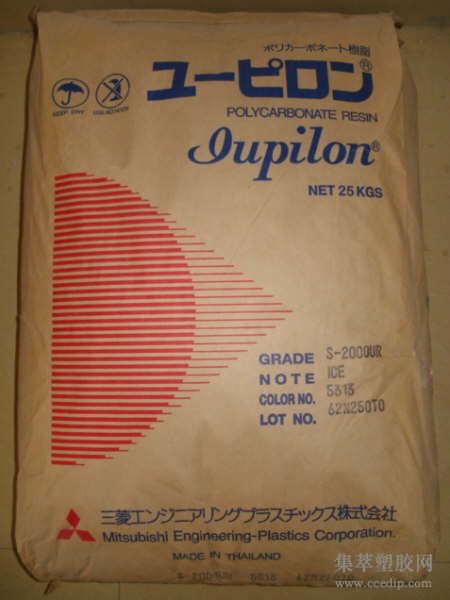 ポリカーボネート樹脂
ユーピロン®
KEEP DRY
POLYCARBONATE RESIN
Iupilon®
NET 25 KGS
GRADE S-2000UR
NOTE ICE
COLOR NO. 5313
LOT NO. 62N250T0
三菱エンジニアリングプラスチックス株式会社
Mitsubishi Engineering-Plastics Corporation.
MADE IN THAILAND
5313
集萃塑胶网
www.ccedip.com